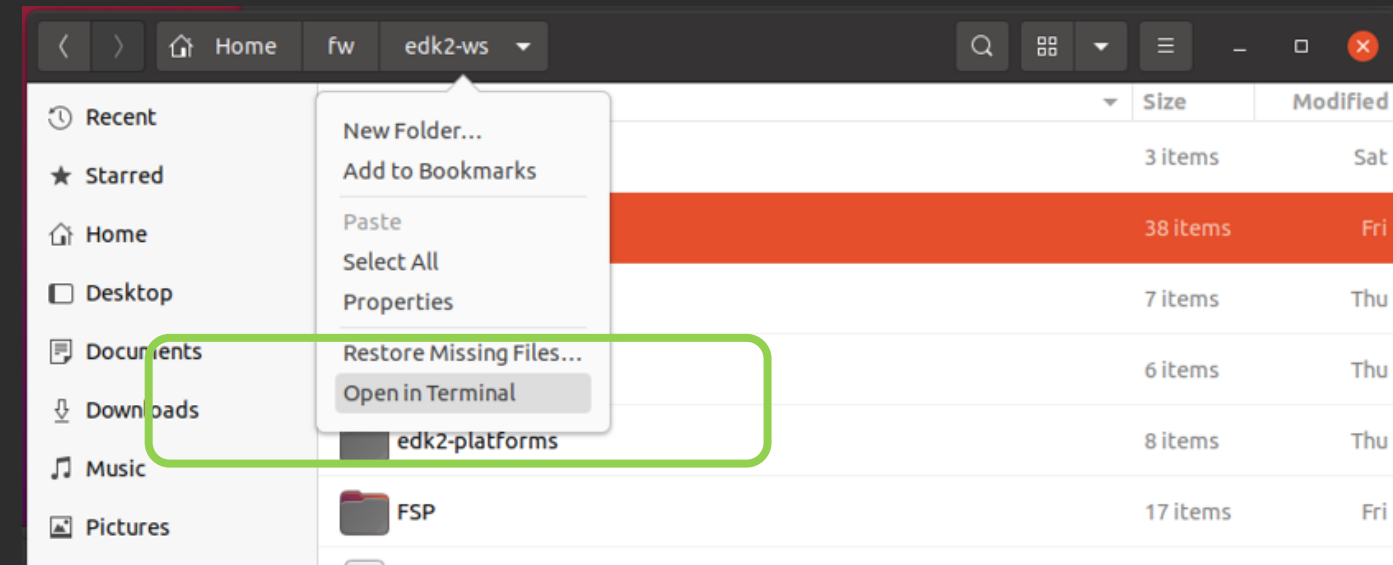 Home fw edk2-ws
Recent
Starred
Home
Desktop
Documents
Downloads
Music
Pictures
New Folder...
Add to Bookmarks
Paste
Select All
Properties
Restore Missing Files...
Open in Terminal
Size Modified
3 items Sat
38 items Fri
7 items Thu
6 items Thu
edk2-platforms 8 items Thu
FSP 17 items Fri